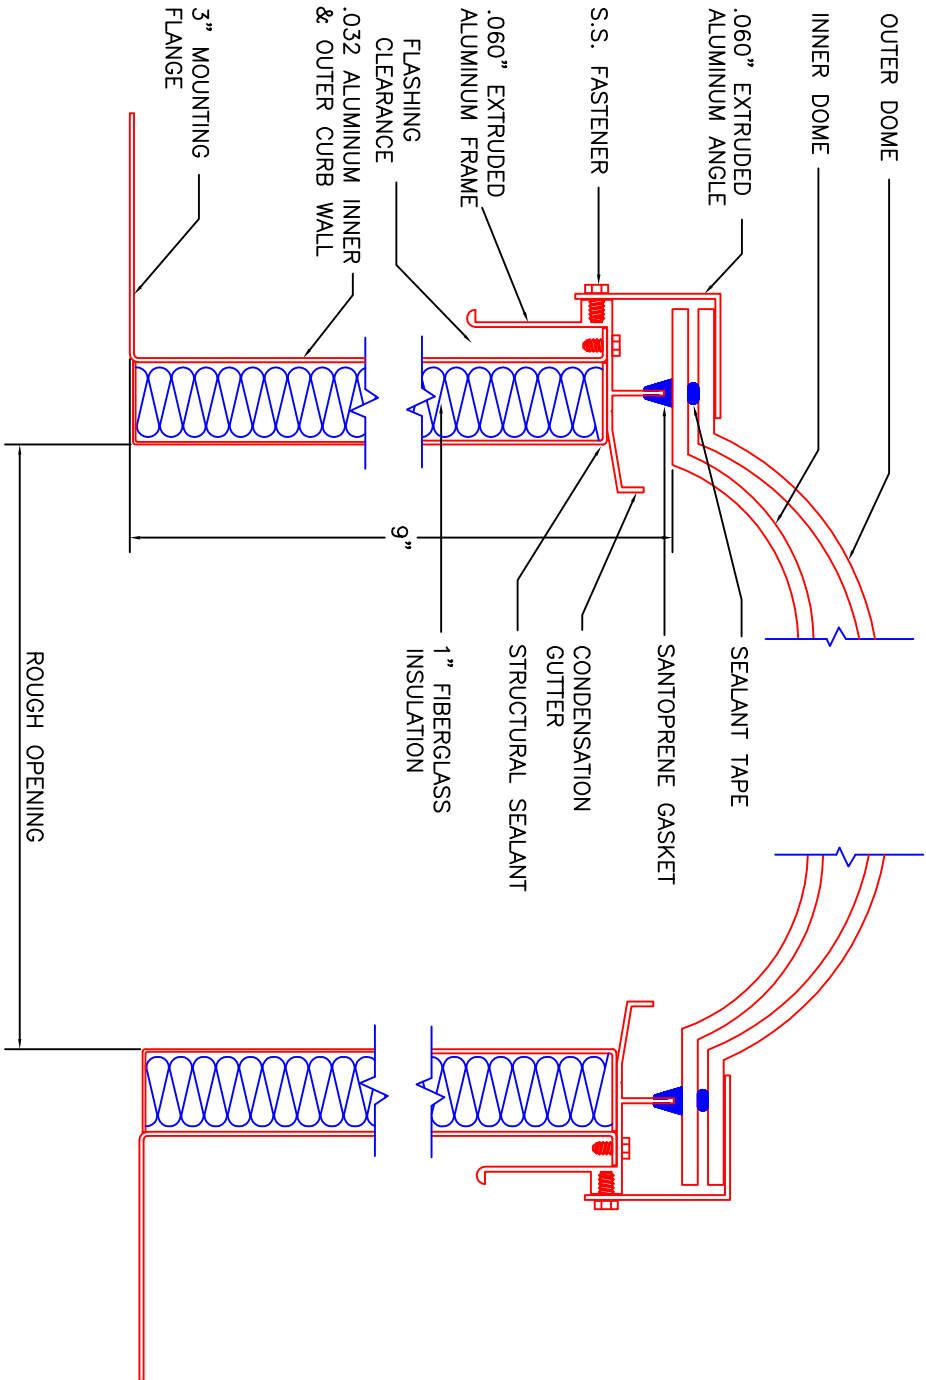 OUTER DOME
INNER DOME
.060" EXTRUDED
ALUMINUM ANGLE
S.S. FASTENER
.060" EXTRUDED
ALUMINUM FRAME
FLASHING
CLEARANCE
.032 ALUMINUM INNER
& OUTER CURB WALL
3" MOUNTING
FLANGE
9"
SEALANT TAPE
SANTOPRENE GASKET
CONDENSATION
GUTTER
STRUCTURAL SEALANT
1" FIBERGLASS
INSULATION
ROUGH OPENING